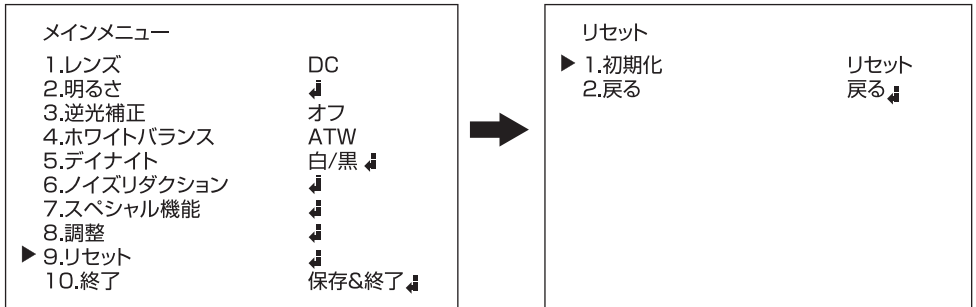 メインメニュー
1.レンズ DC
2.明るさ
3.逆光補正 オフ
4.ホワイトバランス ATW
5.デイナイト 白/黒
6.ノイズリダクション
7.スペシャル機能
8.調整
9.リセット
10.終了 保存&終了
リセット
1.初期化 リセット
2.戻る 戻る